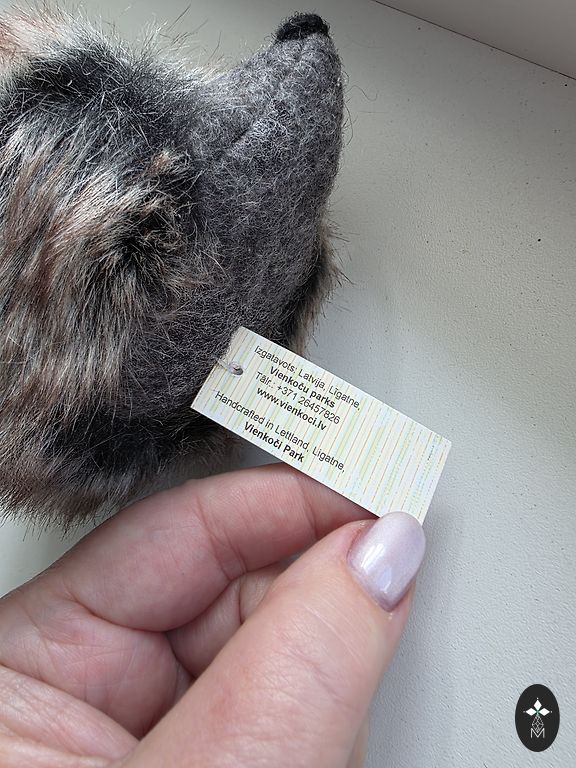 Izgatavots: Latvija, Līgatne,
Vienkoču parks
Tālr.: +371 26457826
www.vienkoci.lv
Handcrafted in Lettland, Ligatne,
Vienkoči Park
M